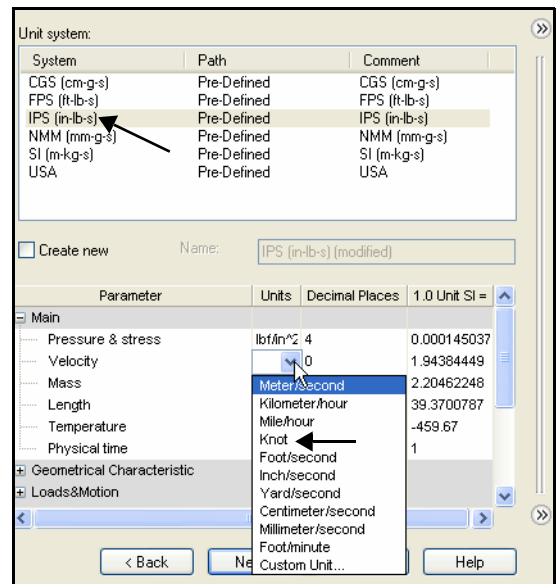 Unit system:
System Path Comment
CGS (cm-g-s) Pre-Defined CGS (cm-g-s)
FPS (ft-lb-s) Pre-Defined FPS (ft-lb-s)
IPS (in-lb-s) Pre-Defined IPS (in-lb-s)
NMM (mm-g-s) Pre-Defined NMM (mm-g-s)
SI (m-kg-s) Pre-Defined SI (m-kg-s)
USA Pre-Defined USA
Create new Name: IPS (in-lb-s) (modified)
Parameter Units Decimal Places 1.0 Unit SI =
Main
Pressure & stress lbf/in^2 4 0.000145037
Velocity 0 1.94384449
Mass 2.20462248
Length 39.3700787
Temperature -459.67
Physical time 1
Geometrical Characteristic
Loads&Motion
Meter/second
Kilometer/hour
Mile/hour
Knot
Foot/second
Inch/second
Yard/second
Centimeter/second
Millimeter/second
Foot/minute
Custom Unit...
< Back Ne Help